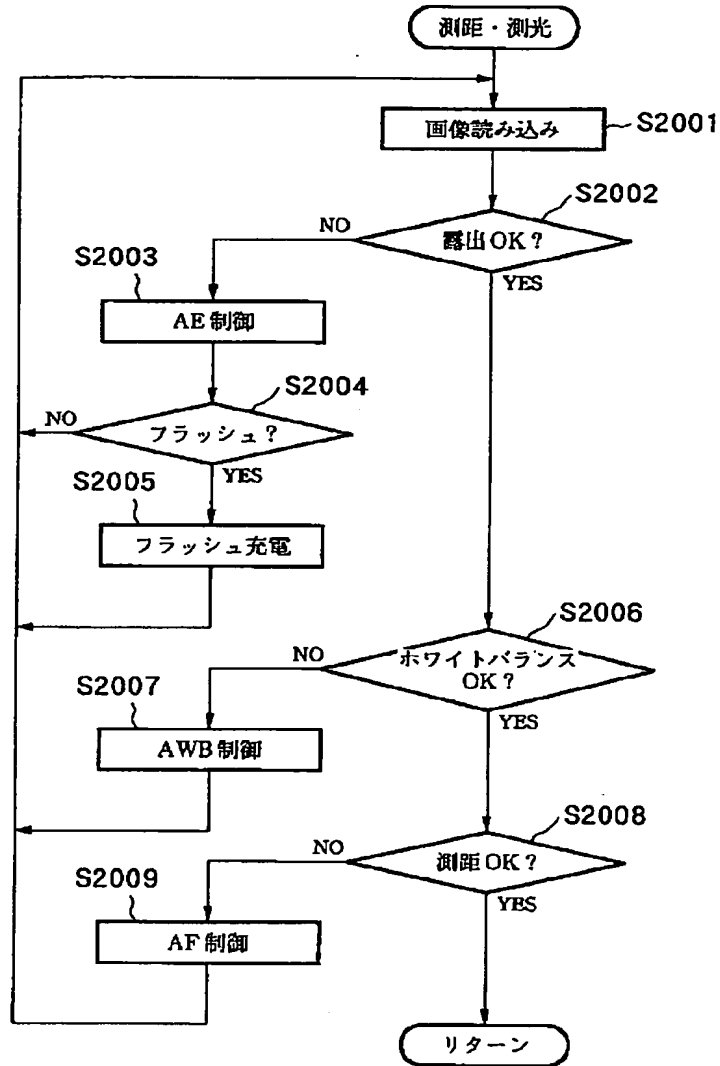 測距・測光
画像読み込み
S2001
S2002
露出OK?
NO
YES
S2003
AE制御
S2004
フラッシュ?
NO
YES
S2005
フラッシュ充電
S2006
ホワイトバランス
OK?
NO
YES
S2007
AWB制御
S2008
測距OK?
NO
YES
S2009
AF制御
リターン